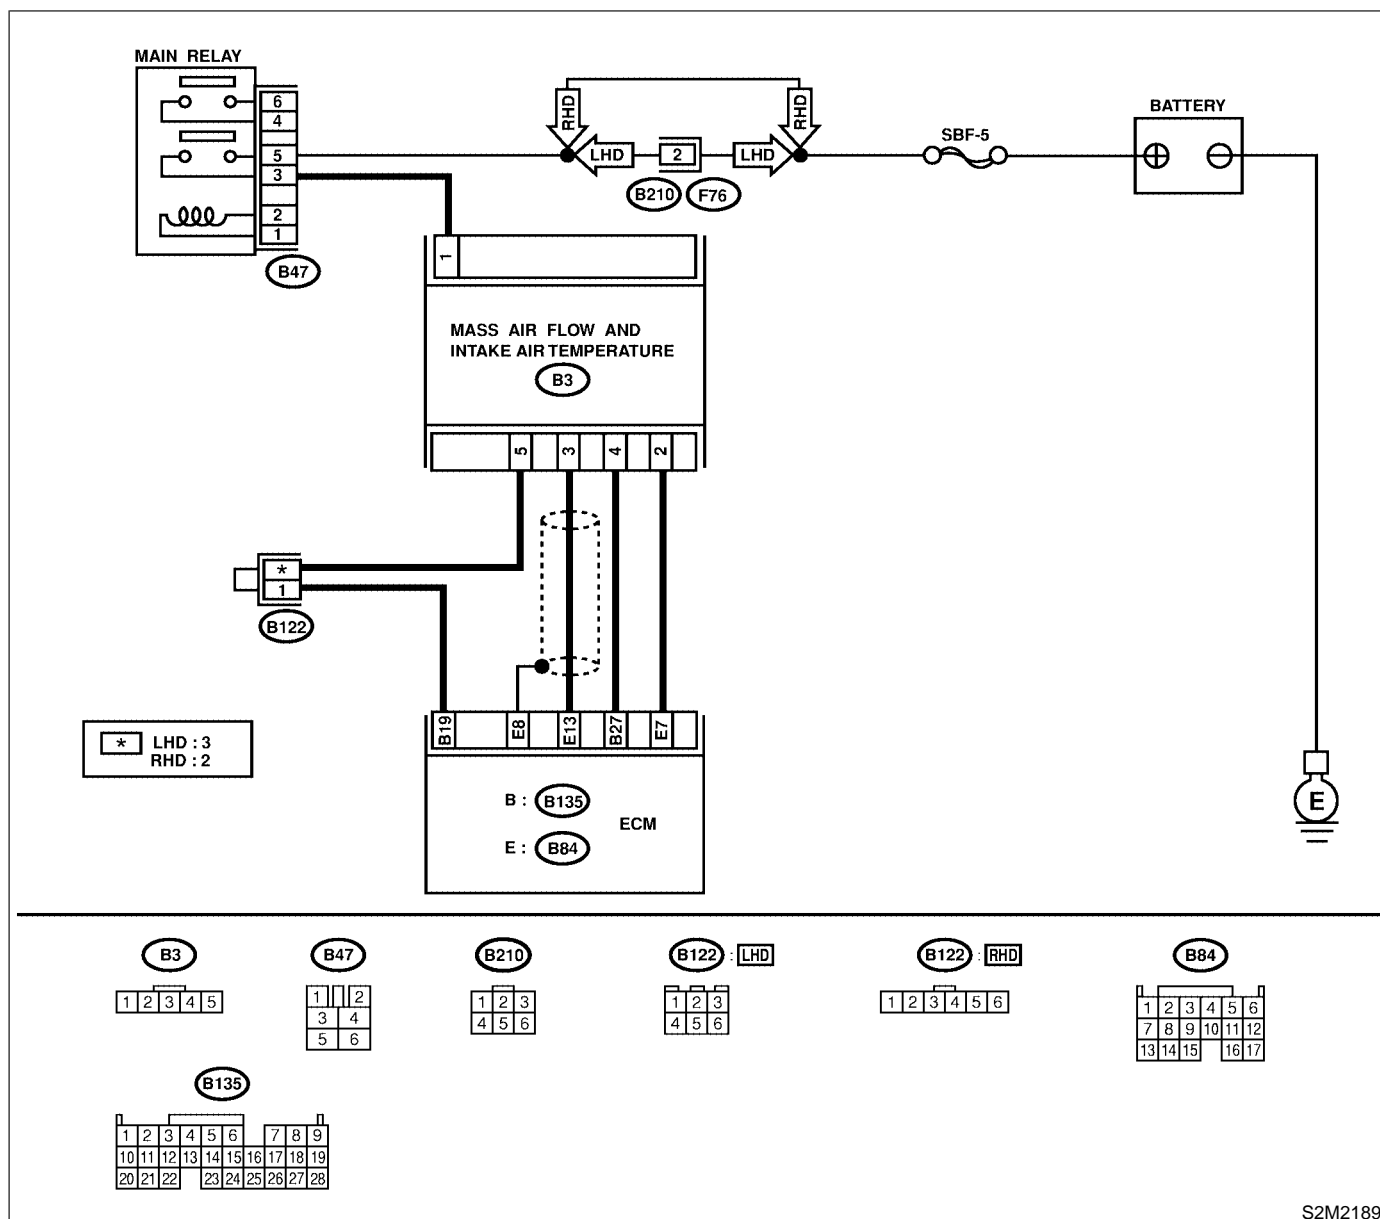 MAIN RELAY
6
4
5
3
2
1
B47
RHD
RHD
LHD
2
LHD
B210
F76
SBF-5
BATTERY
1
MASS AIR FLOW AND
INTAKE AIR TEMPERATURE
B3
5 3 4 2
*
1
B122
B19 E8 E13 B27 E7
* LHD : 3
RHD : 2
B : B135
ECM
E : B84
E
B3
1 2 3 4 5
B47
1 2
3 4
5 6
B210
1 2 3
4 5 6
B122 : LHD
1 2 3
4 5 6
B122 : RHD
1 2 3 4 5 6
B84
1 2 3 4 5 6
7 8 9 10 11 12
13 14 15 16 17
B135
1 2 3 4 5 6 7 8 9
10 11 12 13 14 15 16 17 18 19
20 21 22 23 24 25 26 27 28
S2M2189